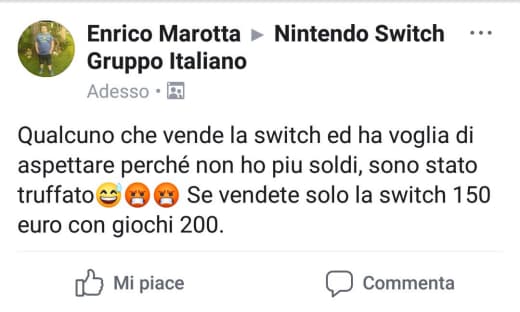 Enrico Marotta ▸ Nintendo Switch
Gruppo Italiano
Adesso ·
Qualcuno che vende la switch ed ha voglia di
aspettare perché non ho piu soldi, sono stato
truffato😅🤬🤬 Se vendete solo la switch 150
euro con giochi 200.
Mi piace
Commenta